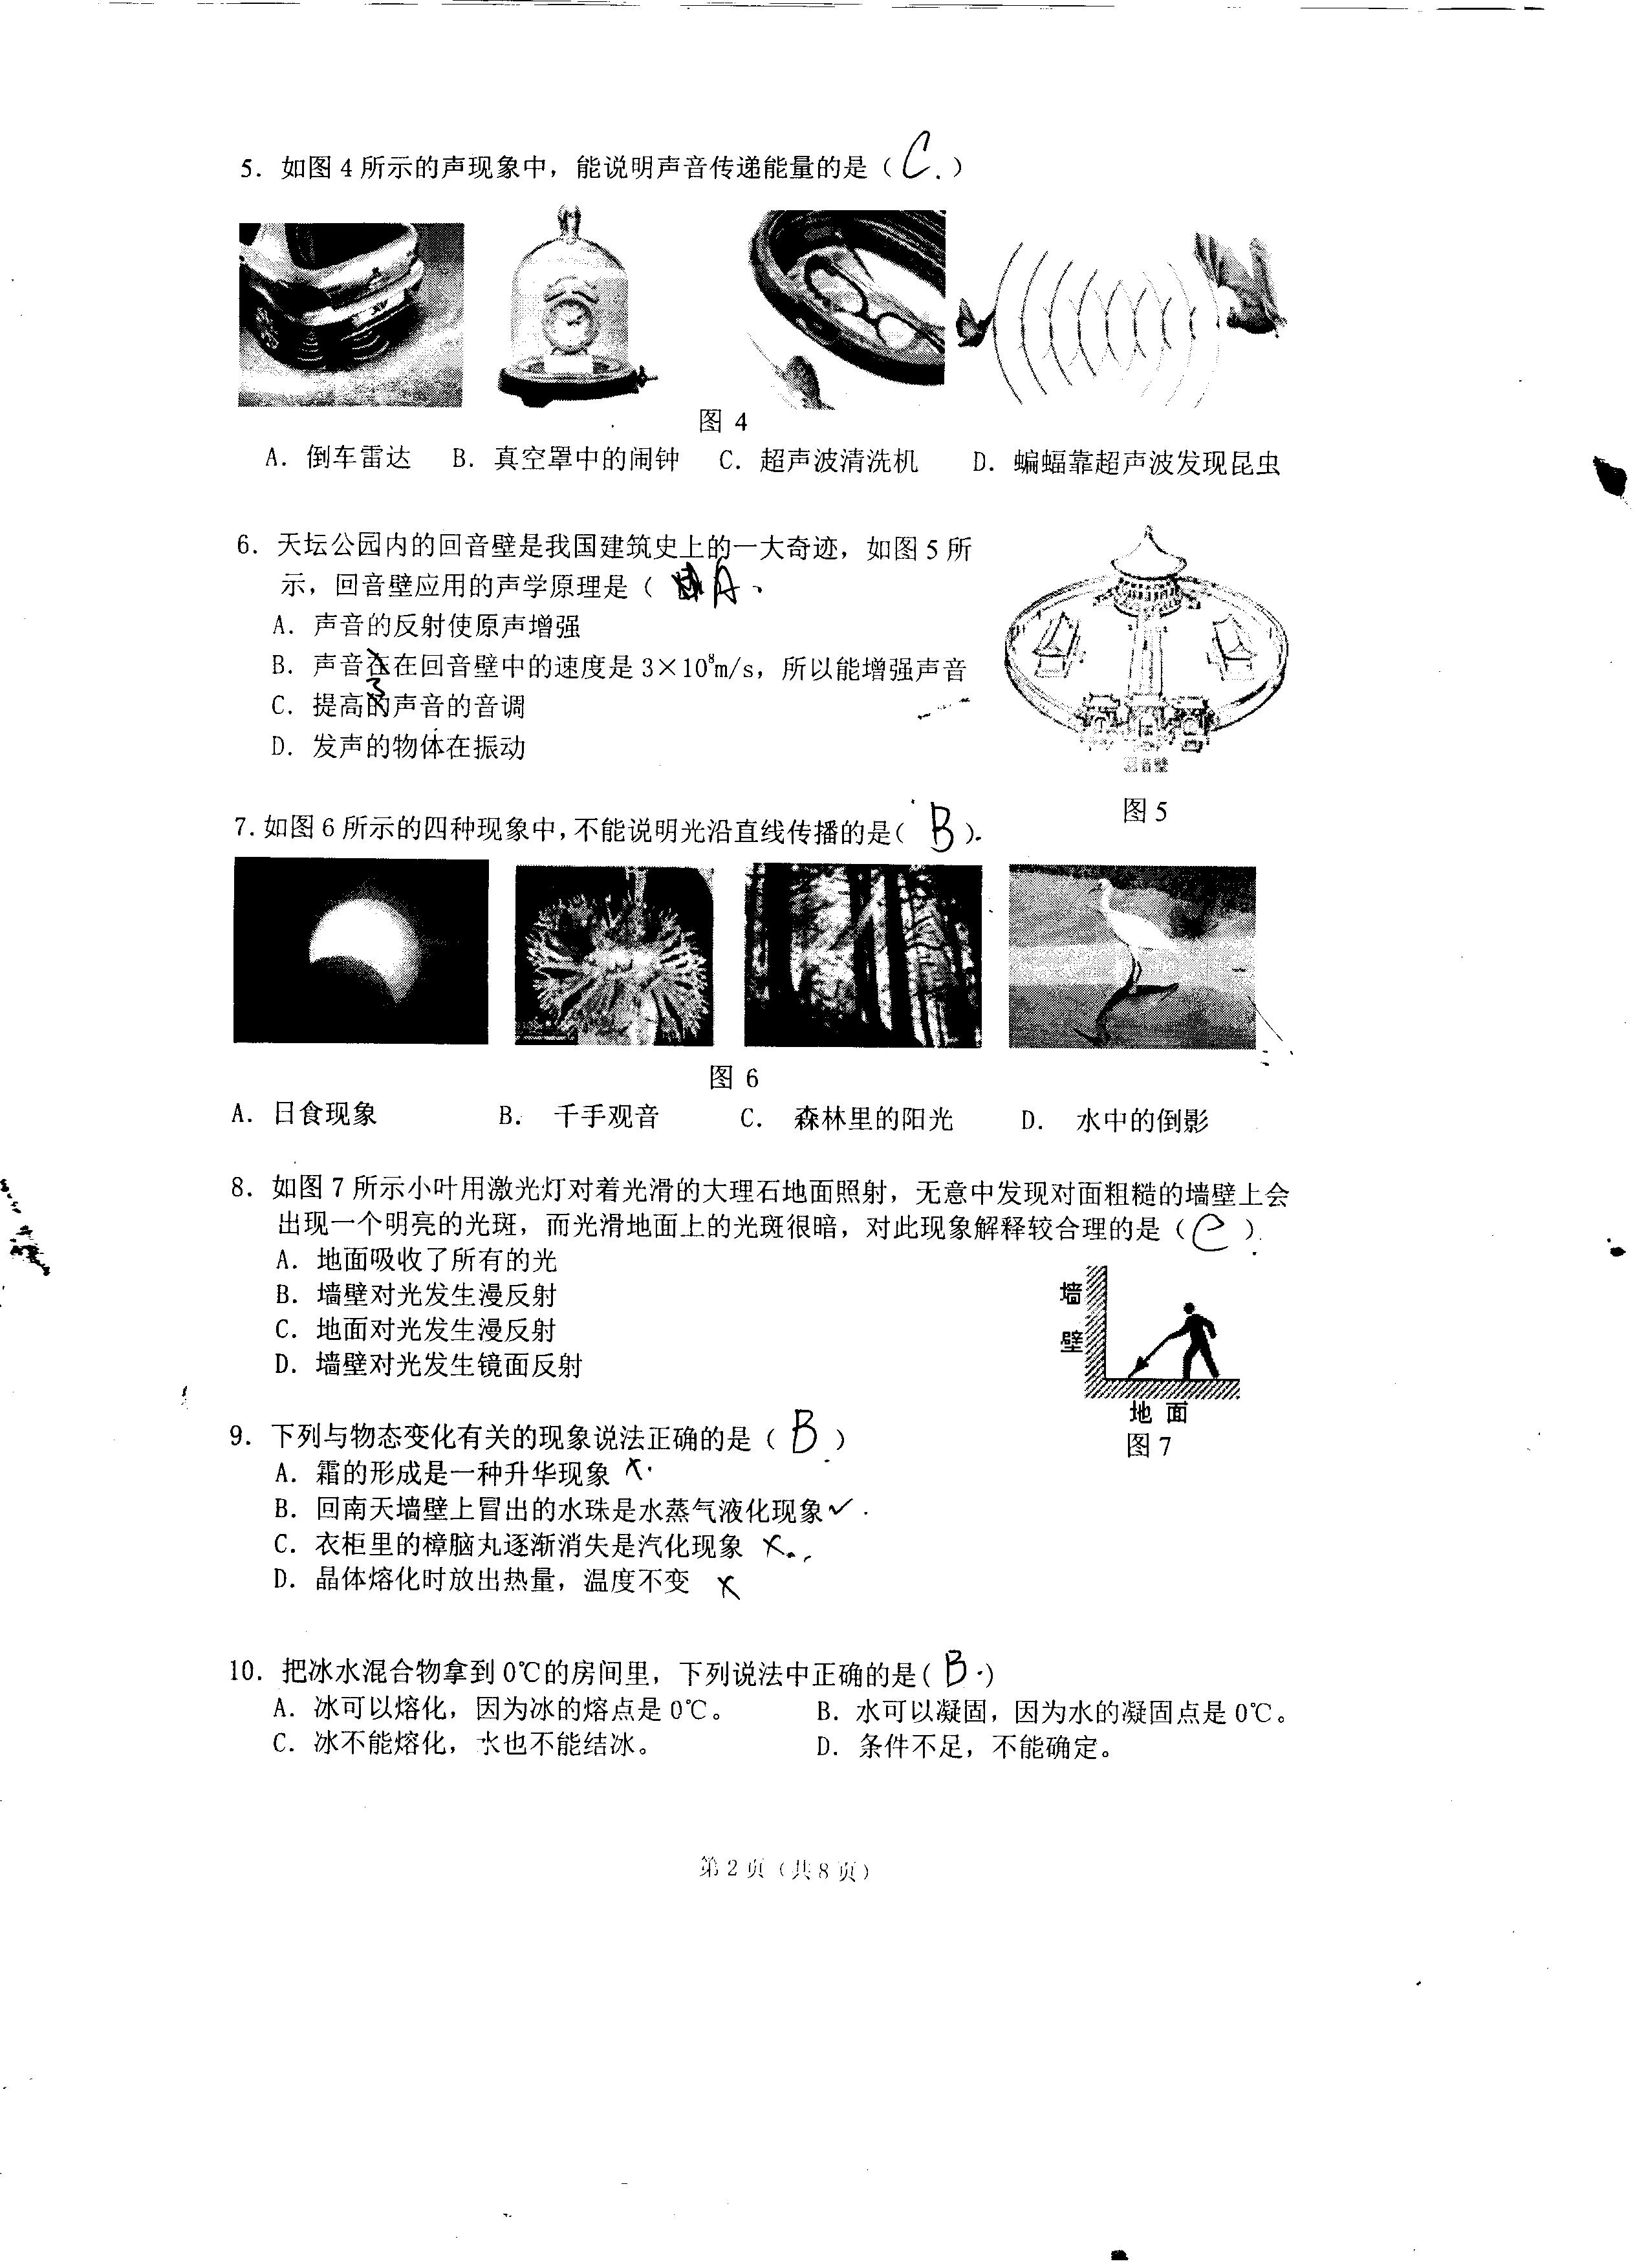 5. 如图 4 所示的声现象中，能说明声音传递能量的是（ C. ）
图 4
A. 倒车雷达 B. 真空罩中的闹钟 C. 超声波清洗机 D. 蝙蝠靠超声波发现昆虫
6. 天坛公园内的回音壁是我国建筑史上的一大奇迹，如图 5 所
示，回音壁应用的声学原理是（ A
A. 声音的反射使原声增强
B. 声音在在回音壁中的速度是 3×10⁸m/s，所以能增强声音
C. 提高的声音的音调
D. 发声的物体在振动
回音壁
图 5
7. 如图 6 所示的四种现象中，不能说明光沿直线传播的是( B ).
图 6
A. 日食现象 B. 千手观音 C. 森林里的阳光 D. 水中的倒影
8. 如图 7 所示小叶用激光灯对着光滑的大理石地面照射，无意中发现对面粗糙的墙壁上会
出现一个明亮的光斑，而光滑地面上的光斑很暗，对此现象解释较合理的是（ C ）.
A. 地面吸收了所有的光
B. 墙壁对光发生漫反射
C. 地面对光发生漫反射
D. 墙壁对光发生镜面反射
墙
壁
地 面
图 7
9. 下列与物态变化有关的现象说法正确的是（ B ）
A. 霜的形成是一种升华现象 ×
B. 回南天墙壁上冒出的水珠是水蒸气液化现象 ✓
C. 衣柜里的樟脑丸逐渐消失是汽化现象 ×
D. 晶体熔化时放出热量，温度不变 ×
10. 把冰水混合物拿到 0℃的房间里，下列说法中正确的是( B )
A. 冰可以熔化，因为冰的熔点是 0℃。 B. 水可以凝固，因为水的凝固点是 0℃。
C. 冰不能熔化，水也不能结冰。 D. 条件不足，不能确定。
第 2 页（共 8 页）